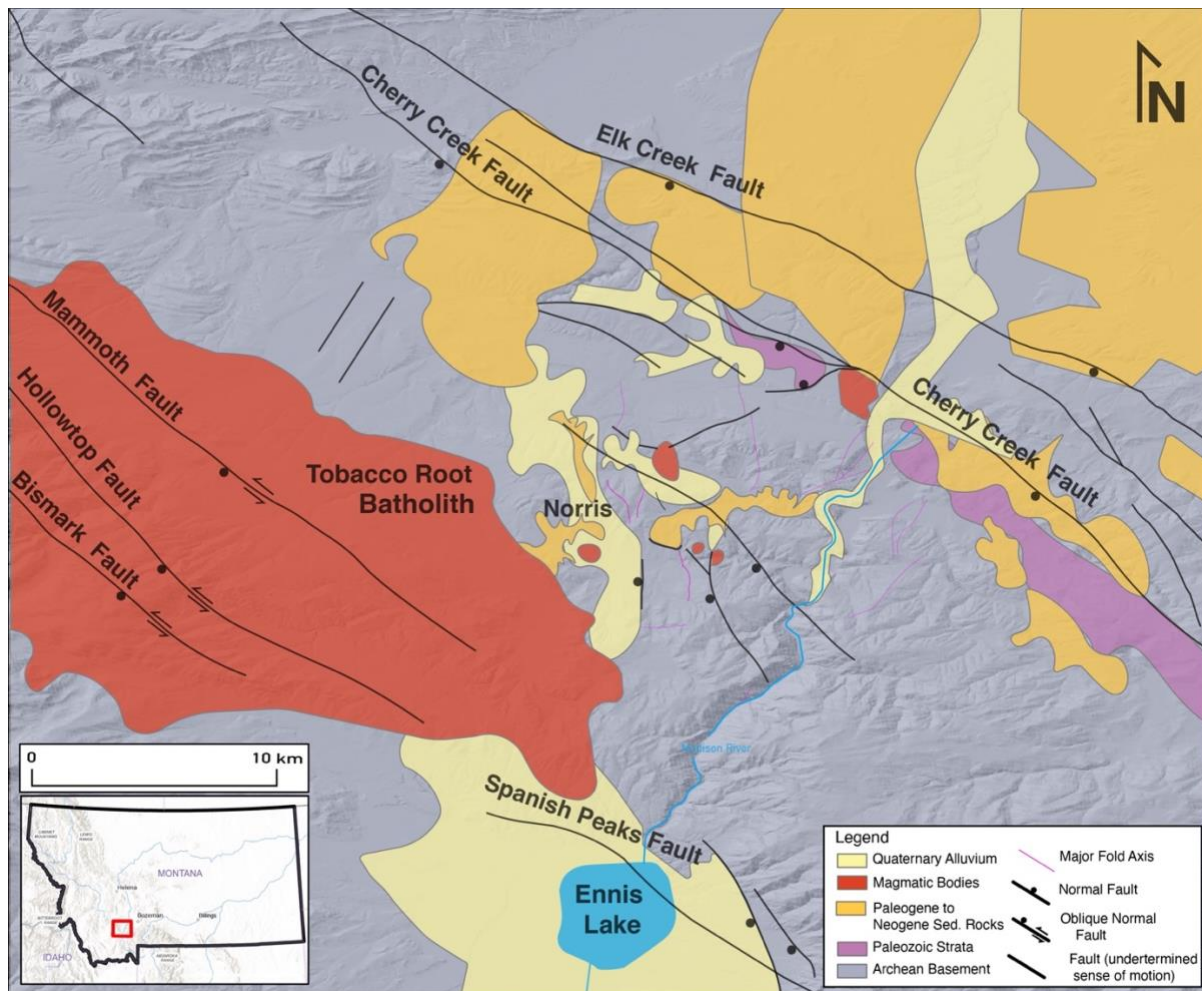 N
Elk Creek Fault
Cherry Creek Fault
Mammoth Fault
Hollowtop Fault
Bismark Fault
Tobacco Root
Batholith
Norris
Cherry Creek Fault
Madison River
Spanish Peaks Fault
Ennis
Lake
0 10 km
MONTANA
Helena
Bozeman
Billings
IDAHO
Legend
Quaternary Alluvium
Magmatic Bodies
Paleogene to
Neogene Sed. Rocks
Paleozoic Strata
Archean Basement
Major Fold Axis
Normal Fault
Oblique Normal
Fault
Fault (undertermined
sense of motion)